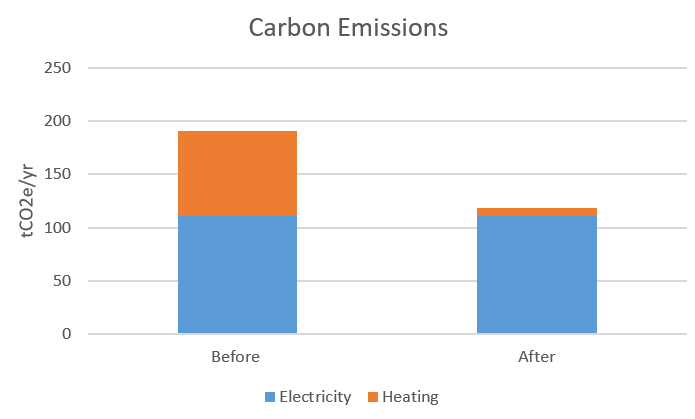 Carbon Emissions
250
200
150
100
50
0
tCO2e/yr
Before After
Electricity Heating